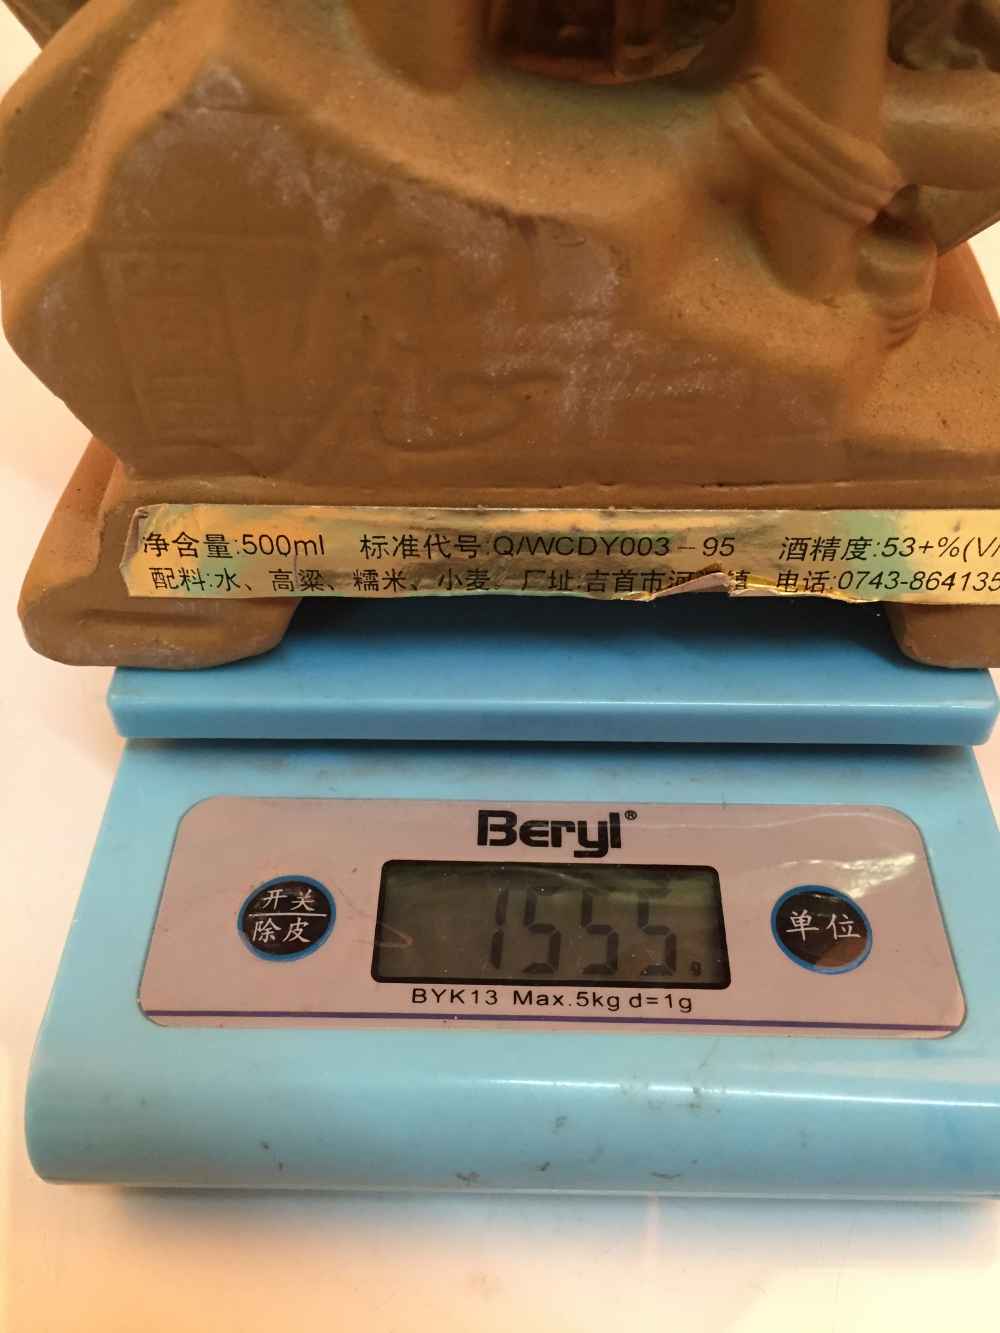 净含量:500ml 标准代号:Q/WCDY003-95 酒精度:53+%(V/
配料:水、高粱、糯米、小麦。厂址:吉首市河镇 电话:0743-864135
Beryl®
开关
除皮
1555g
单位
BYK13 Max.5kg d=1g